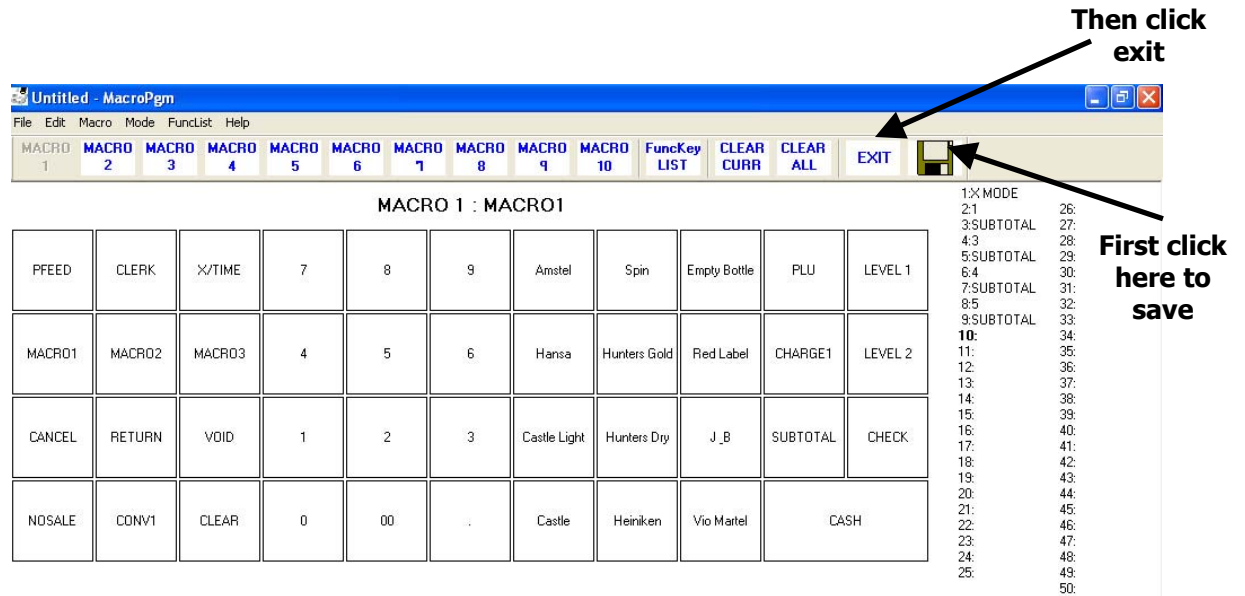 Then click
exit
Untitled - MacroPgm
File Edit Macro Mode FuncList Help
MACRO 1 MACRO 2 MACRO 3 MACRO 4 MACRO 5 MACRO 6 MACRO 7 MACRO 8 MACRO 9 MACRO 10 FuncKey LIST CLEAR CURR CLEAR ALL EXIT
MACRO 1 : MACRO1
PFEED CLERK X/TIME 7 8 9 Amstel Spin Empty Bottle PLU LEVEL 1
MACRO1 MACRO2 MACRO3 4 5 6 Hansa Hunters Gold Red Label CHARGE1 LEVEL 2
CANCEL RETURN VOID 1 2 3 Castle Light Hunters Dry J_B SUBTOTAL CHECK
NOSALE CONV1 CLEAR 0 00 . Castle Heiniken Vio Martel CASH
1:X MODE
2:1
3:SUBTOTAL
4:3
5:SUBTOTAL
6:4
7:SUBTOTAL
8:5
9:SUBTOTAL
10:
11:
12:
13:
14:
15:
16:
17:
18:
19:
20:
21:
22:
23:
24:
25:
26:
27:
28:
29:
30:
31:
32:
33:
34:
35:
36:
37:
38:
39:
40:
41:
42:
43:
44:
45:
46:
47:
48:
49:
50:
First click
here to
save